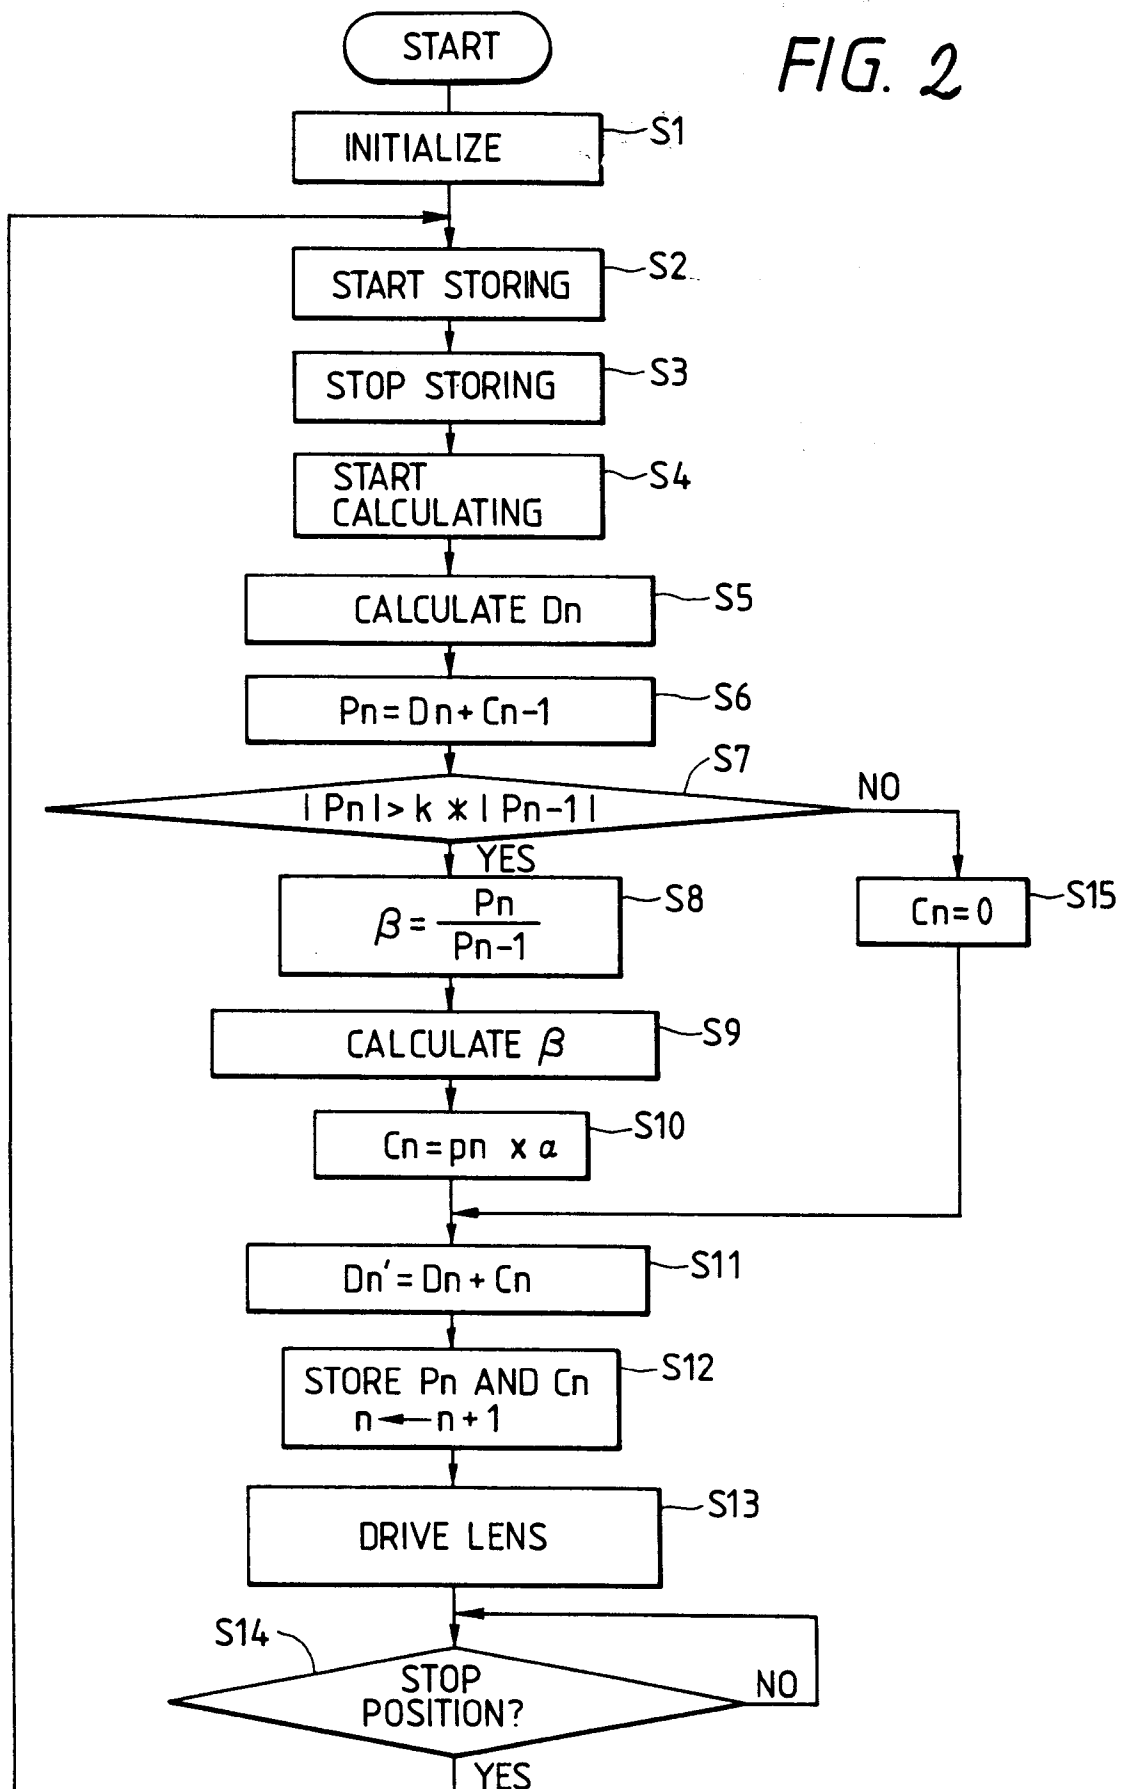 FIG. 2
START
INITIALIZE
S1
START STORING
S2
STOP STORING
S3
START
CALCULATING
S4
CALCULATE Dn
S5
Pn = Dn + Cn-1
S6
| Pn | > k * | Pn-1 |
S7
NO
YES
β = Pn
Pn-1
S8
Cn = 0
S15
CALCULATE β
S9
Cn = pn × α
S10
Dn' = Dn + Cn
S11
STORE Pn AND Cn
n ← n + 1
S12
DRIVE LENS
S13
S14
STOP
POSITION?
NO
YES